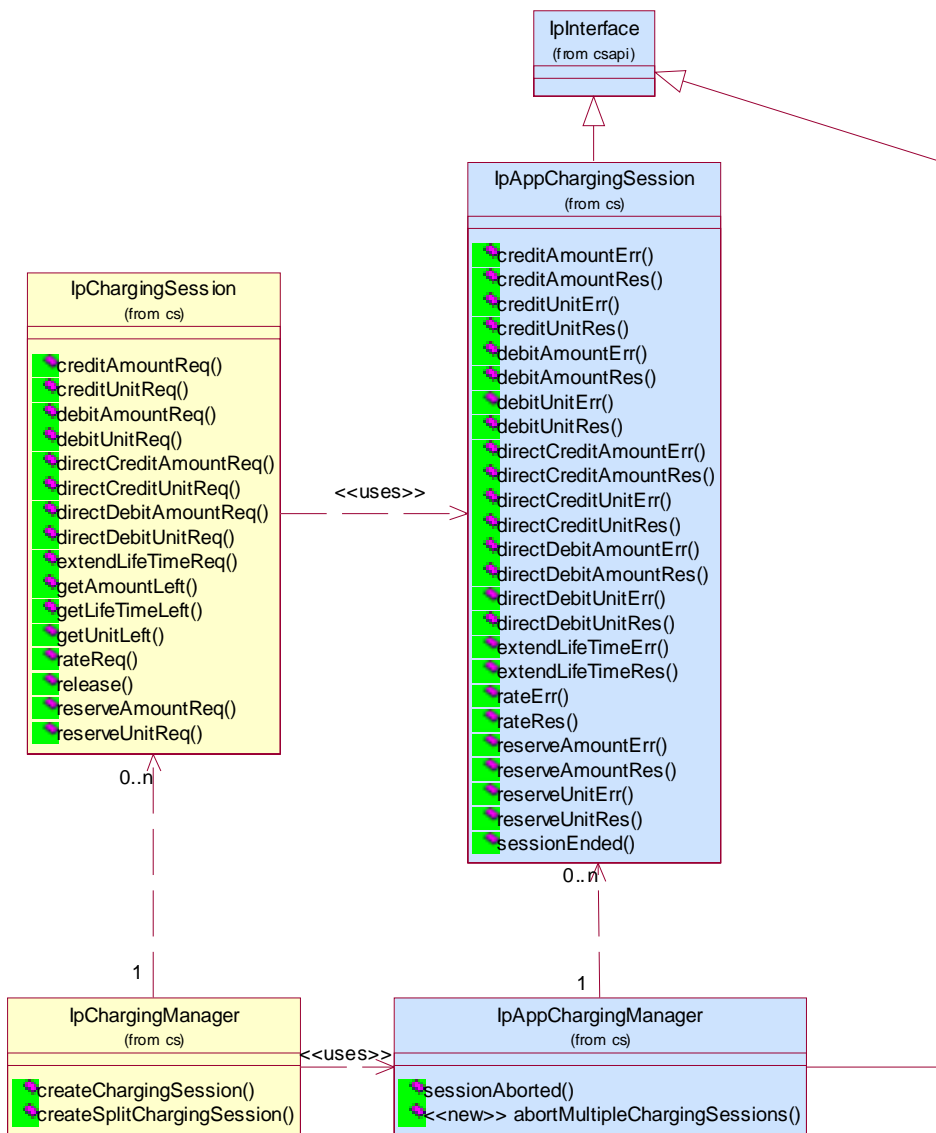 IpInterface
(from csapi)
IpAppChargingSession
(from cs)
creditAmountErr()
creditAmountRes()
creditUnitErr()
creditUnitRes()
debitAmountErr()
debitAmountRes()
debitUnitErr()
debitUnitRes()
directCreditAmountErr()
directCreditAmountRes()
directCreditUnitErr()
directCreditUnitRes()
directDebitAmountErr()
directDebitAmountRes()
directDebitUnitErr()
directDebitUnitRes()
extendLifeTimeErr()
extendLifeTimeRes()
rateErr()
rateRes()
reserveAmountErr()
reserveAmountRes()
reserveUnitErr()
reserveUnitRes()
sessionEnded()
IpChargingSession
(from cs)
creditAmountReq()
creditUnitReq()
debitAmountReq()
debitUnitReq()
directCreditAmountReq()
directCreditUnitReq()
directDebitAmountReq()
directDebitUnitReq()
extendLifeTimeReq()
getAmountLeft()
getLifeTimeLeft()
getUnitLeft()
rateReq()
release()
reserveAmountReq()
reserveUnitReq()
<<uses>>
0..n
0..n
1
1
IpChargingManager
(from cs)
createChargingSession()
createSplitChargingSession()
<<uses>>
IpAppChargingManager
(from cs)
sessionAborted()
<<new>> abortMultipleChargingSessions()